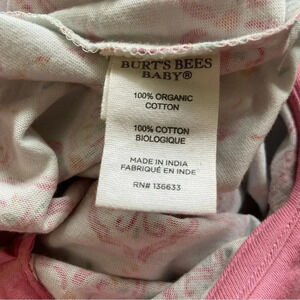 BURT'S BEES
BABY®
100% ORGANIC
COTTON
100% COTTON
BIOLOGIQUE
MADE IN INDIA
FABRIQUÉ EN INDE
RN# 136633